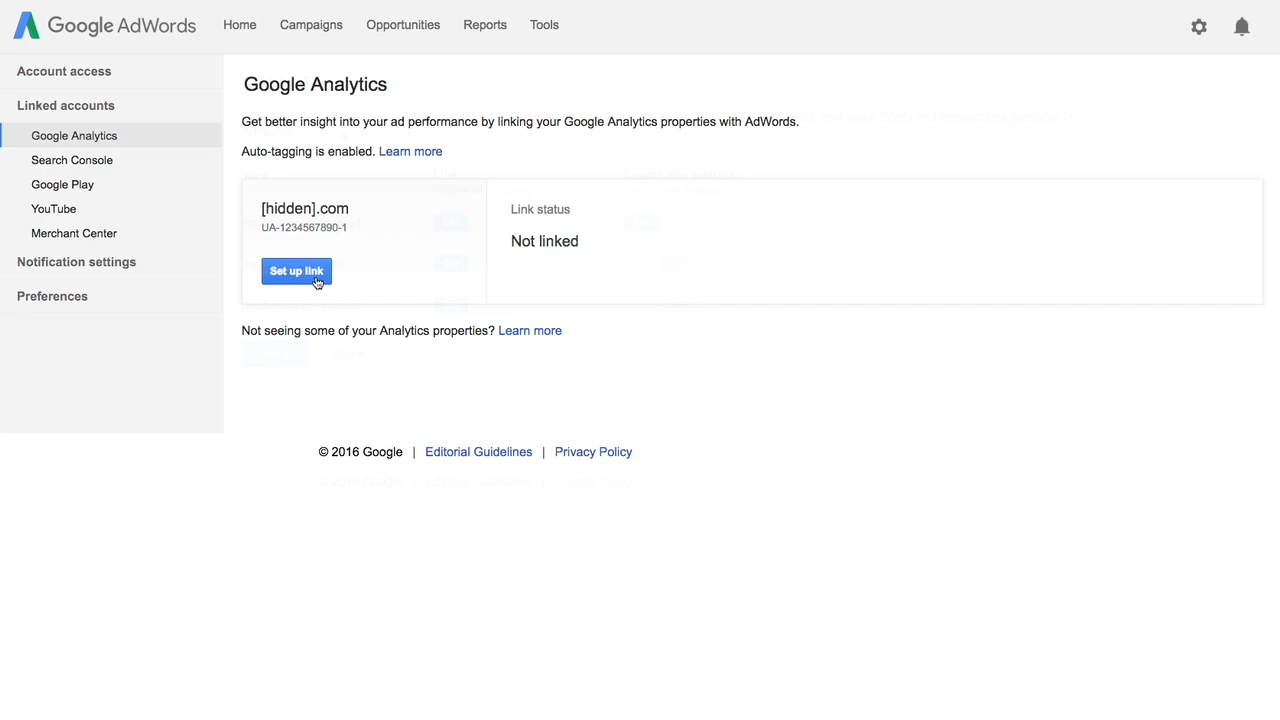 Google AdWords Home Campaigns Opportunities Reports Tools
Account access
Linked accounts
Google Analytics
Search Console
Google Play
YouTube
Merchant Center
Notification settings
Preferences
Google Analytics
Get better insight into your ad performance by linking your Google Analytics properties with AdWords.
Auto-tagging is enabled. Learn more
[hidden].com
UA-1234567890-1
Set up link
Link status
Not linked
Not seeing some of your Analytics properties? Learn more
© 2016 Google | Editorial Guidelines | Privacy Policy